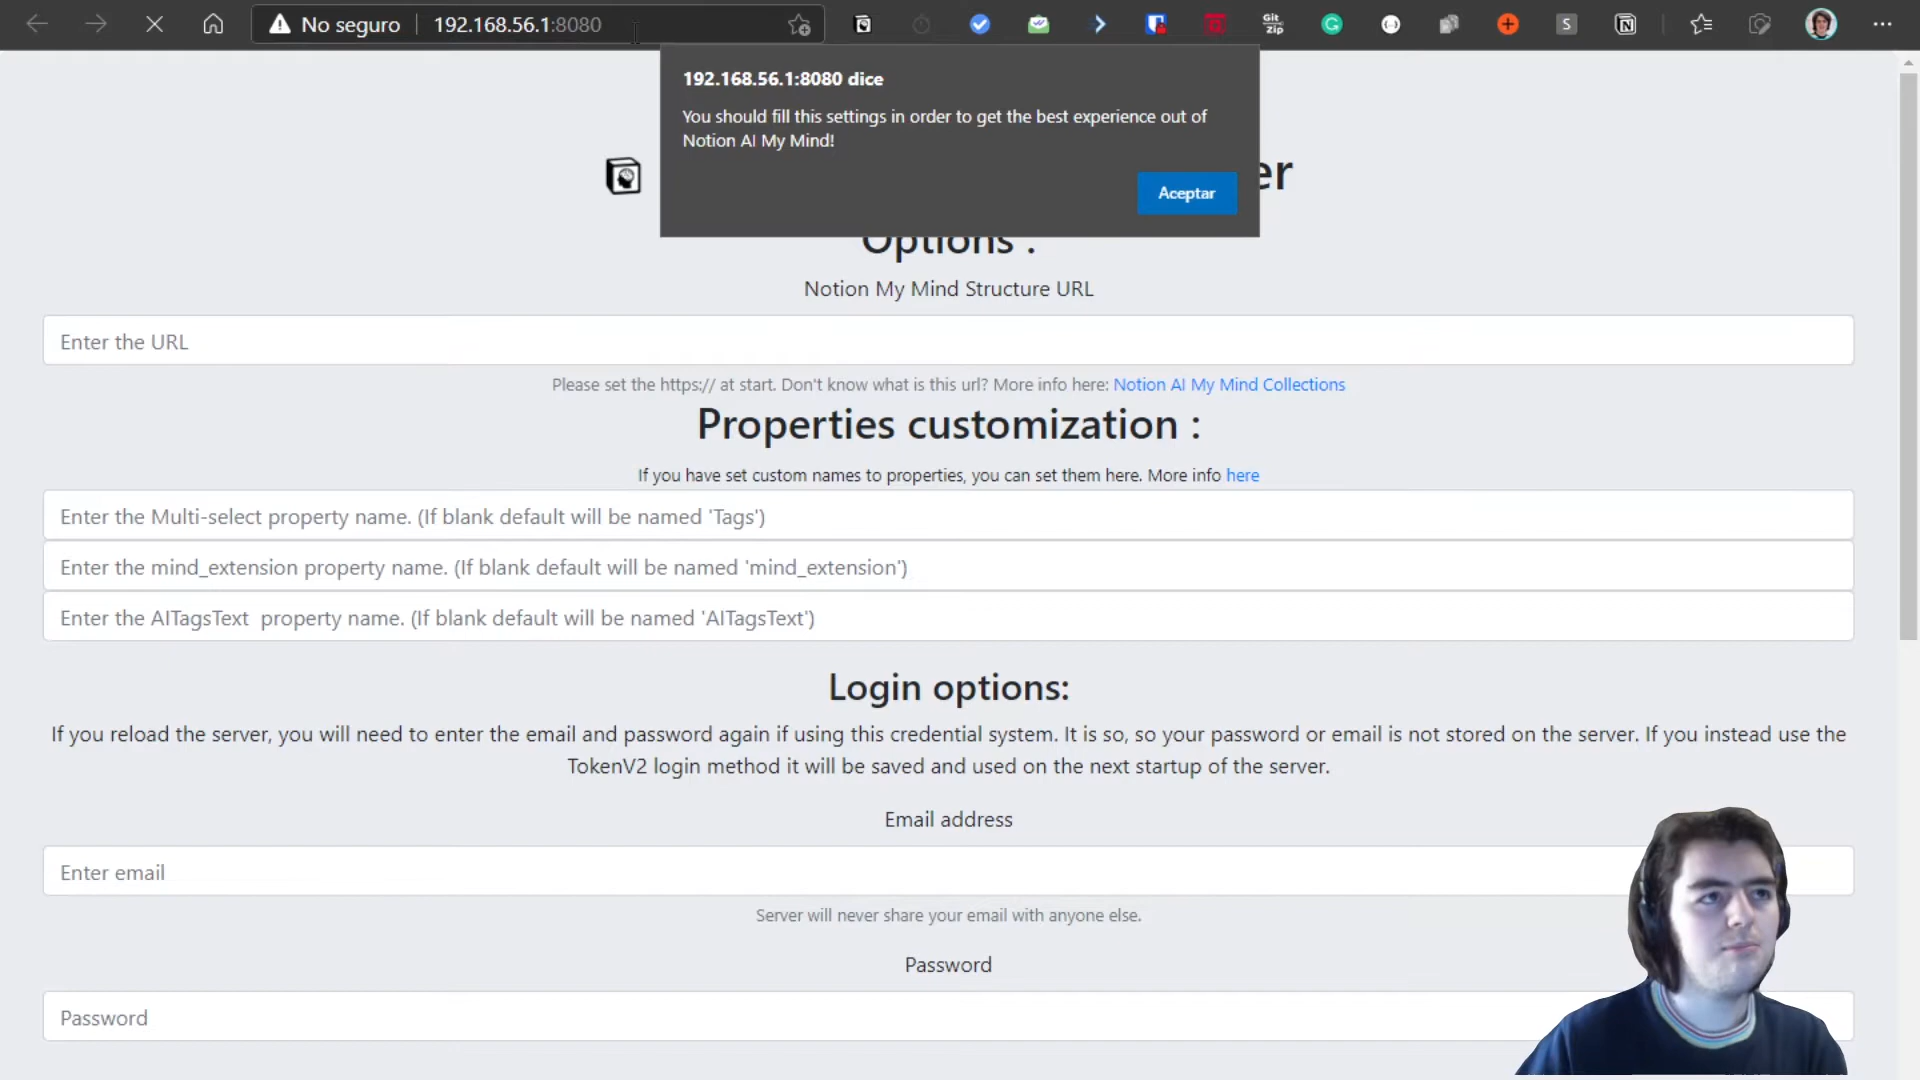 No seguro
192.168.56.1:8080
Git
zip
S
192.168.56.1:8080 dice
You should fill this settings in order to get the best experience out of
Notion AI My Mind!
Aceptar
er
Options :
Notion My Mind Structure URL
Enter the URL
Please set the https:// at start. Don't know what is this url? More info here: Notion AI My Mind Collections
Properties customization :
If you have set custom names to properties, you can set them here. More info here
Enter the Multi-select property name. (If blank default will be named 'Tags')
Enter the mind_extension property name. (If blank default will be named 'mind_extension')
Enter the AITagsText  property name. (If blank default will be named 'AITagsText')
Login options:
If you reload the server, you will need to enter the email and password again if using this credential system. It is so, so your password or email is not stored on the server. If you instead use the
TokenV2 login method it will be saved and used on the next startup of the server.
Email address
Enter email
Server will never share your email with anyone else.
Password
Password